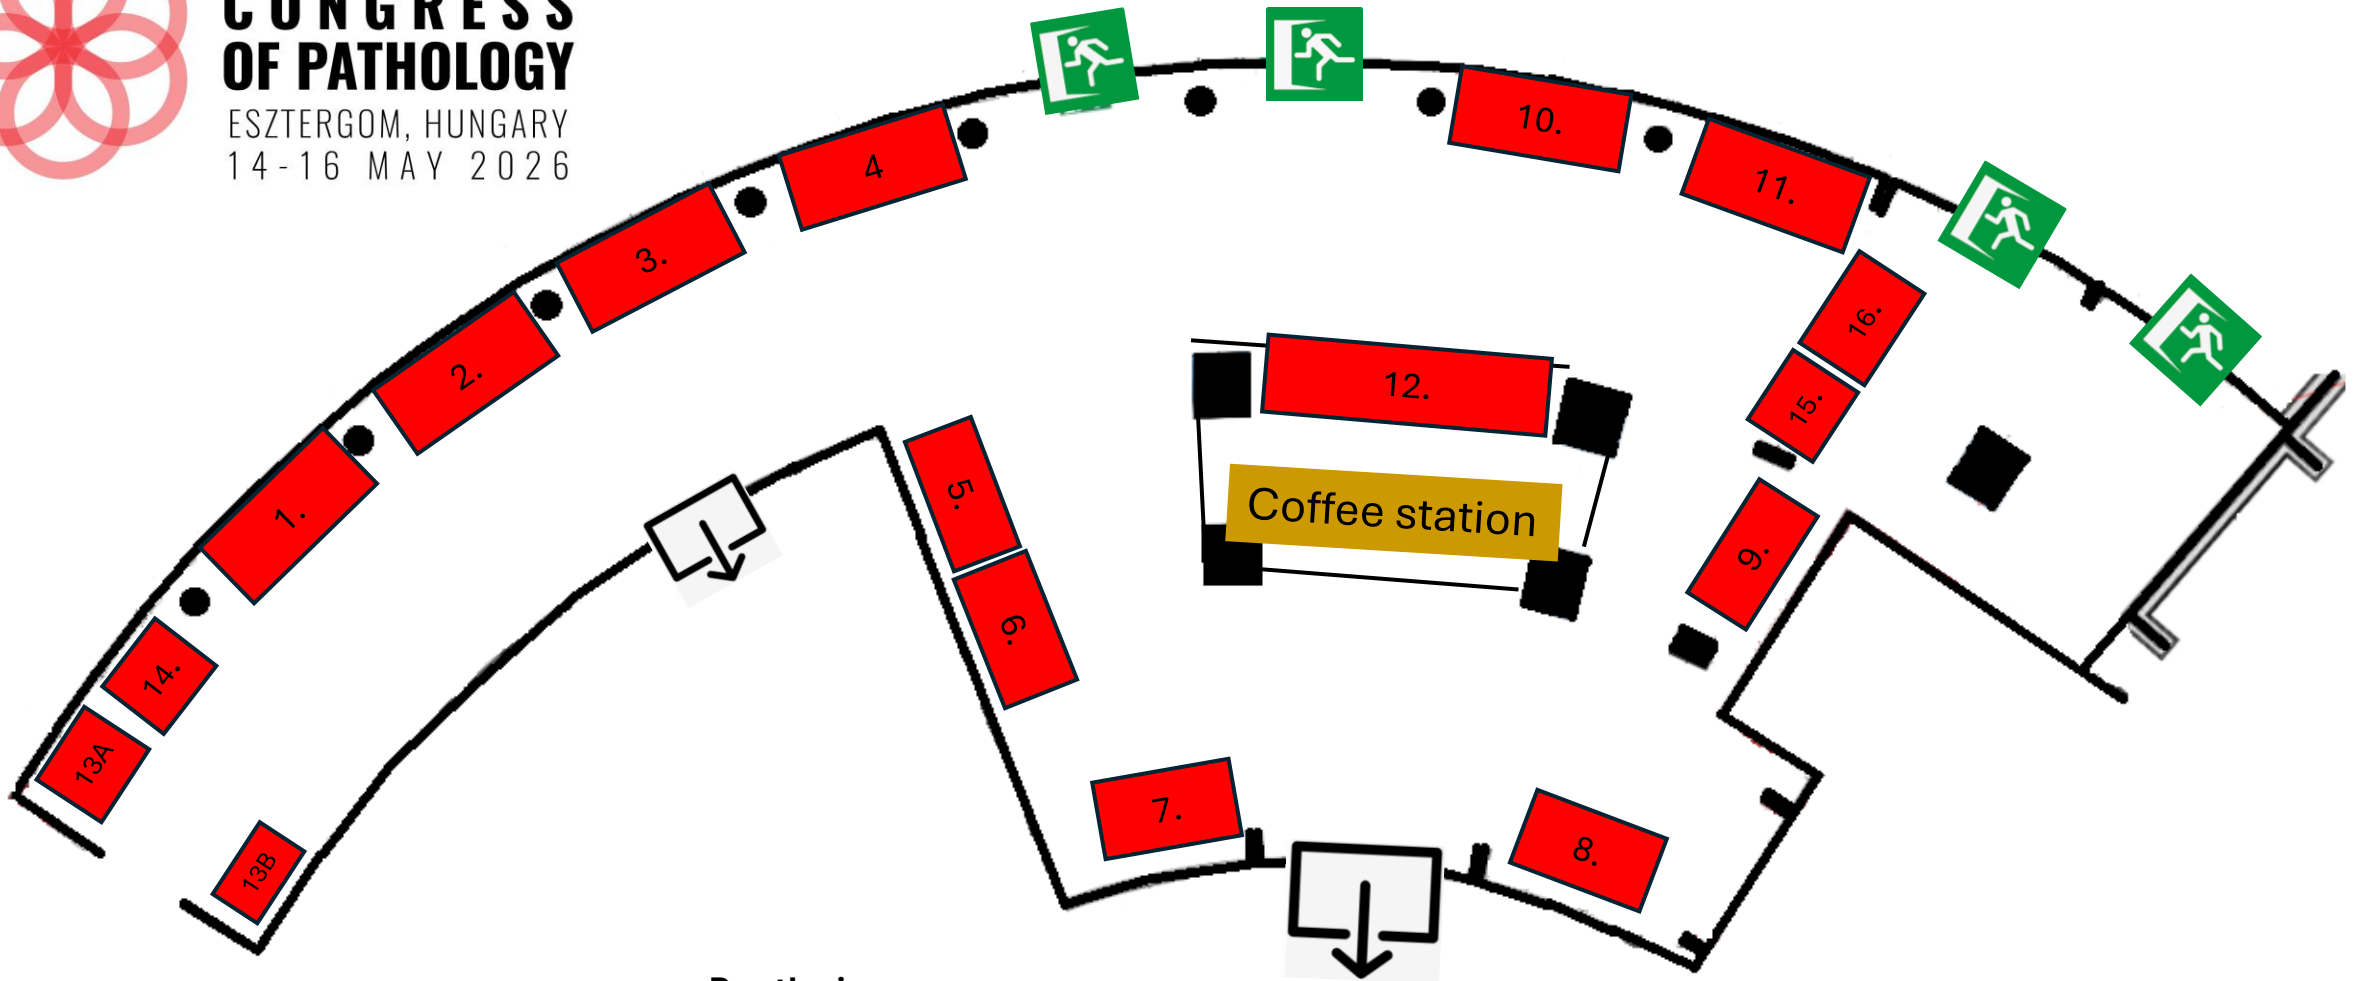 CONGRESS
OF PATHOLOGY
ESZTERGOM, HUNGARY
14-16 MAY 2026
10.
4
11.
3.
16.
2.
12.
15.
5.
Coffee station
1.
9.
6.
14.
13A
7.
8.
13B